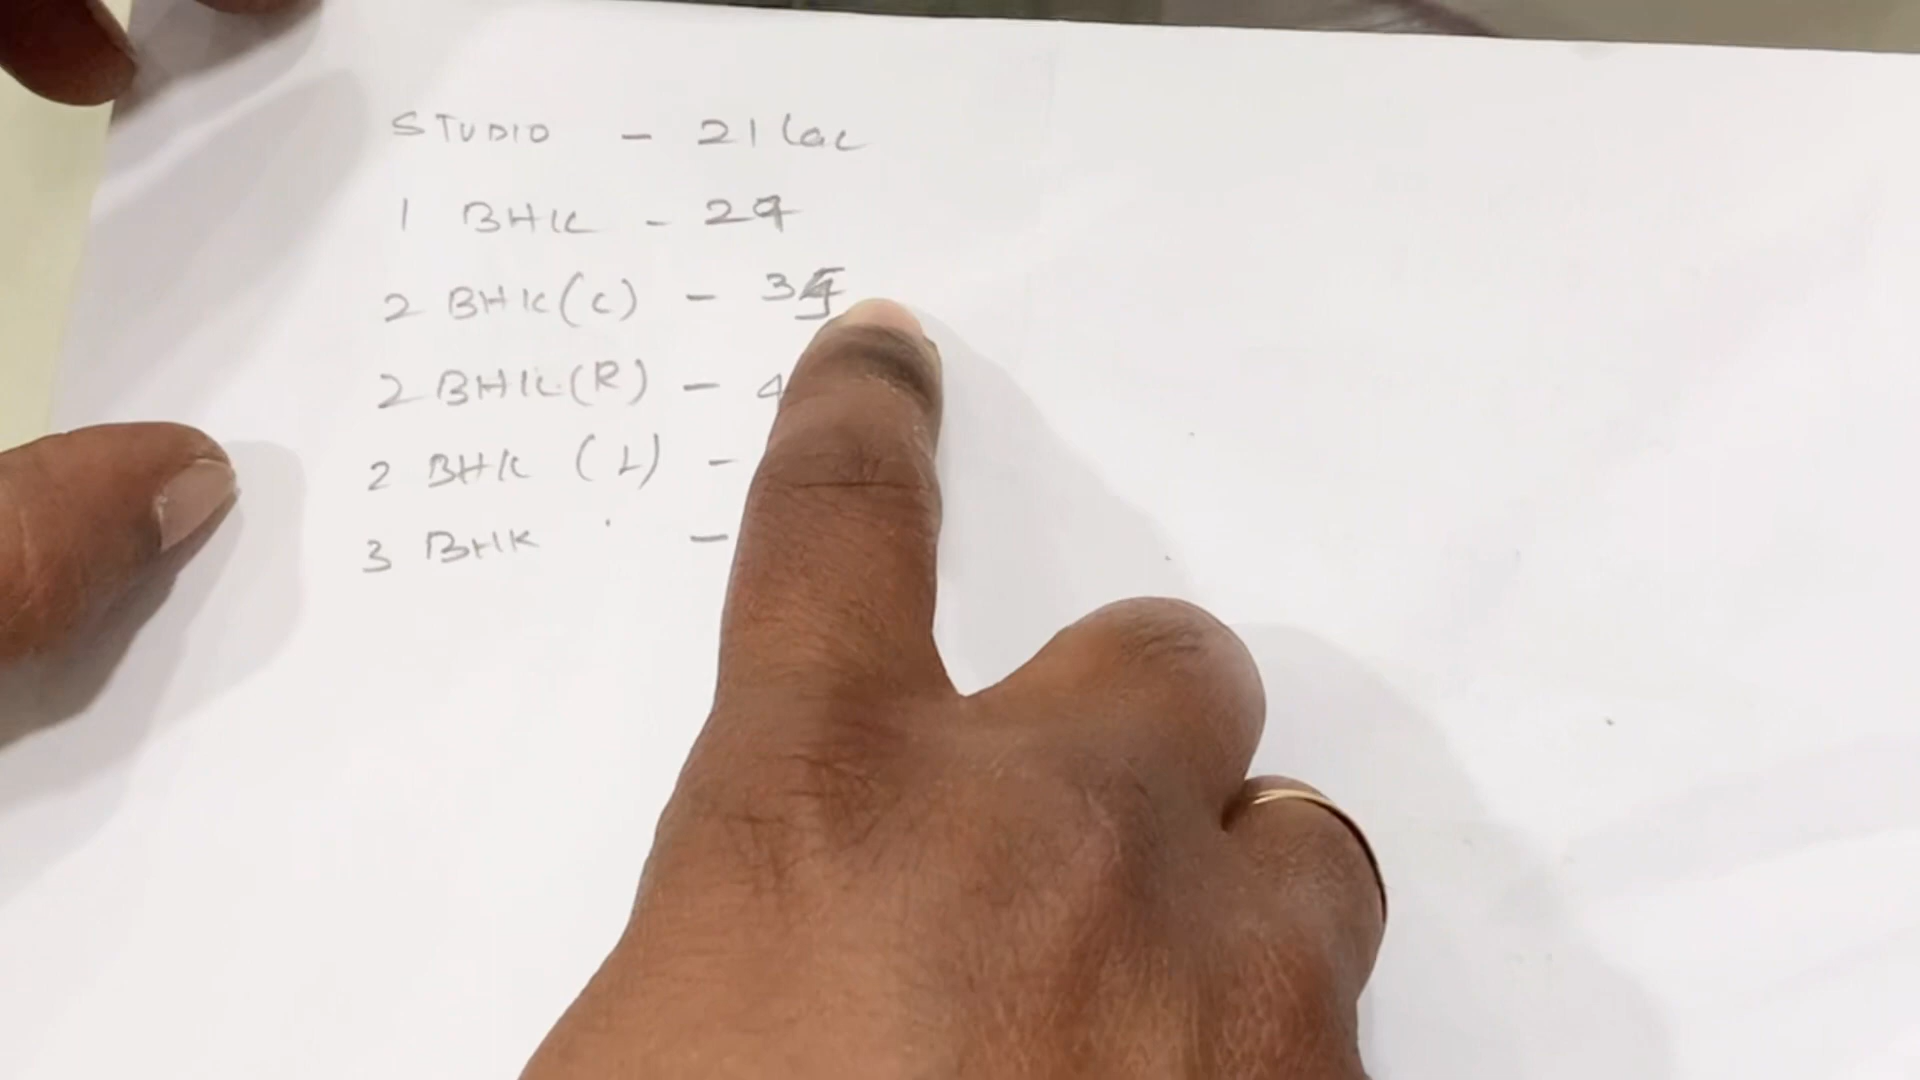 STUDIO - 21 lac
1 BHK - 29
2 BHK (C) - 35
2 BHK (R) - 4
2 BHK (L) -
3 BHK -